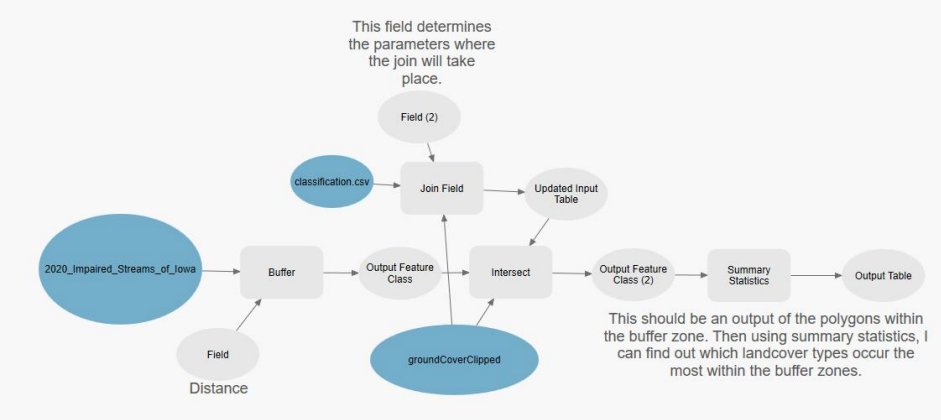 This field determines
the parameters where
the join will take
place.
Field (2)
classification.csv
Join Field
Updated Input
Table
2020_Impaired_Streams_of_Iowa
Buffer
Output Feature
Class
Intersect
Output Feature
Class (2)
Summary
Statistics
Output Table
This should be an output of the polygons within
the buffer zone. Then using summary statistics, I
can find out which landcover types occur the
most within the buffer zones.
Field
Distance
groundCoverClipped